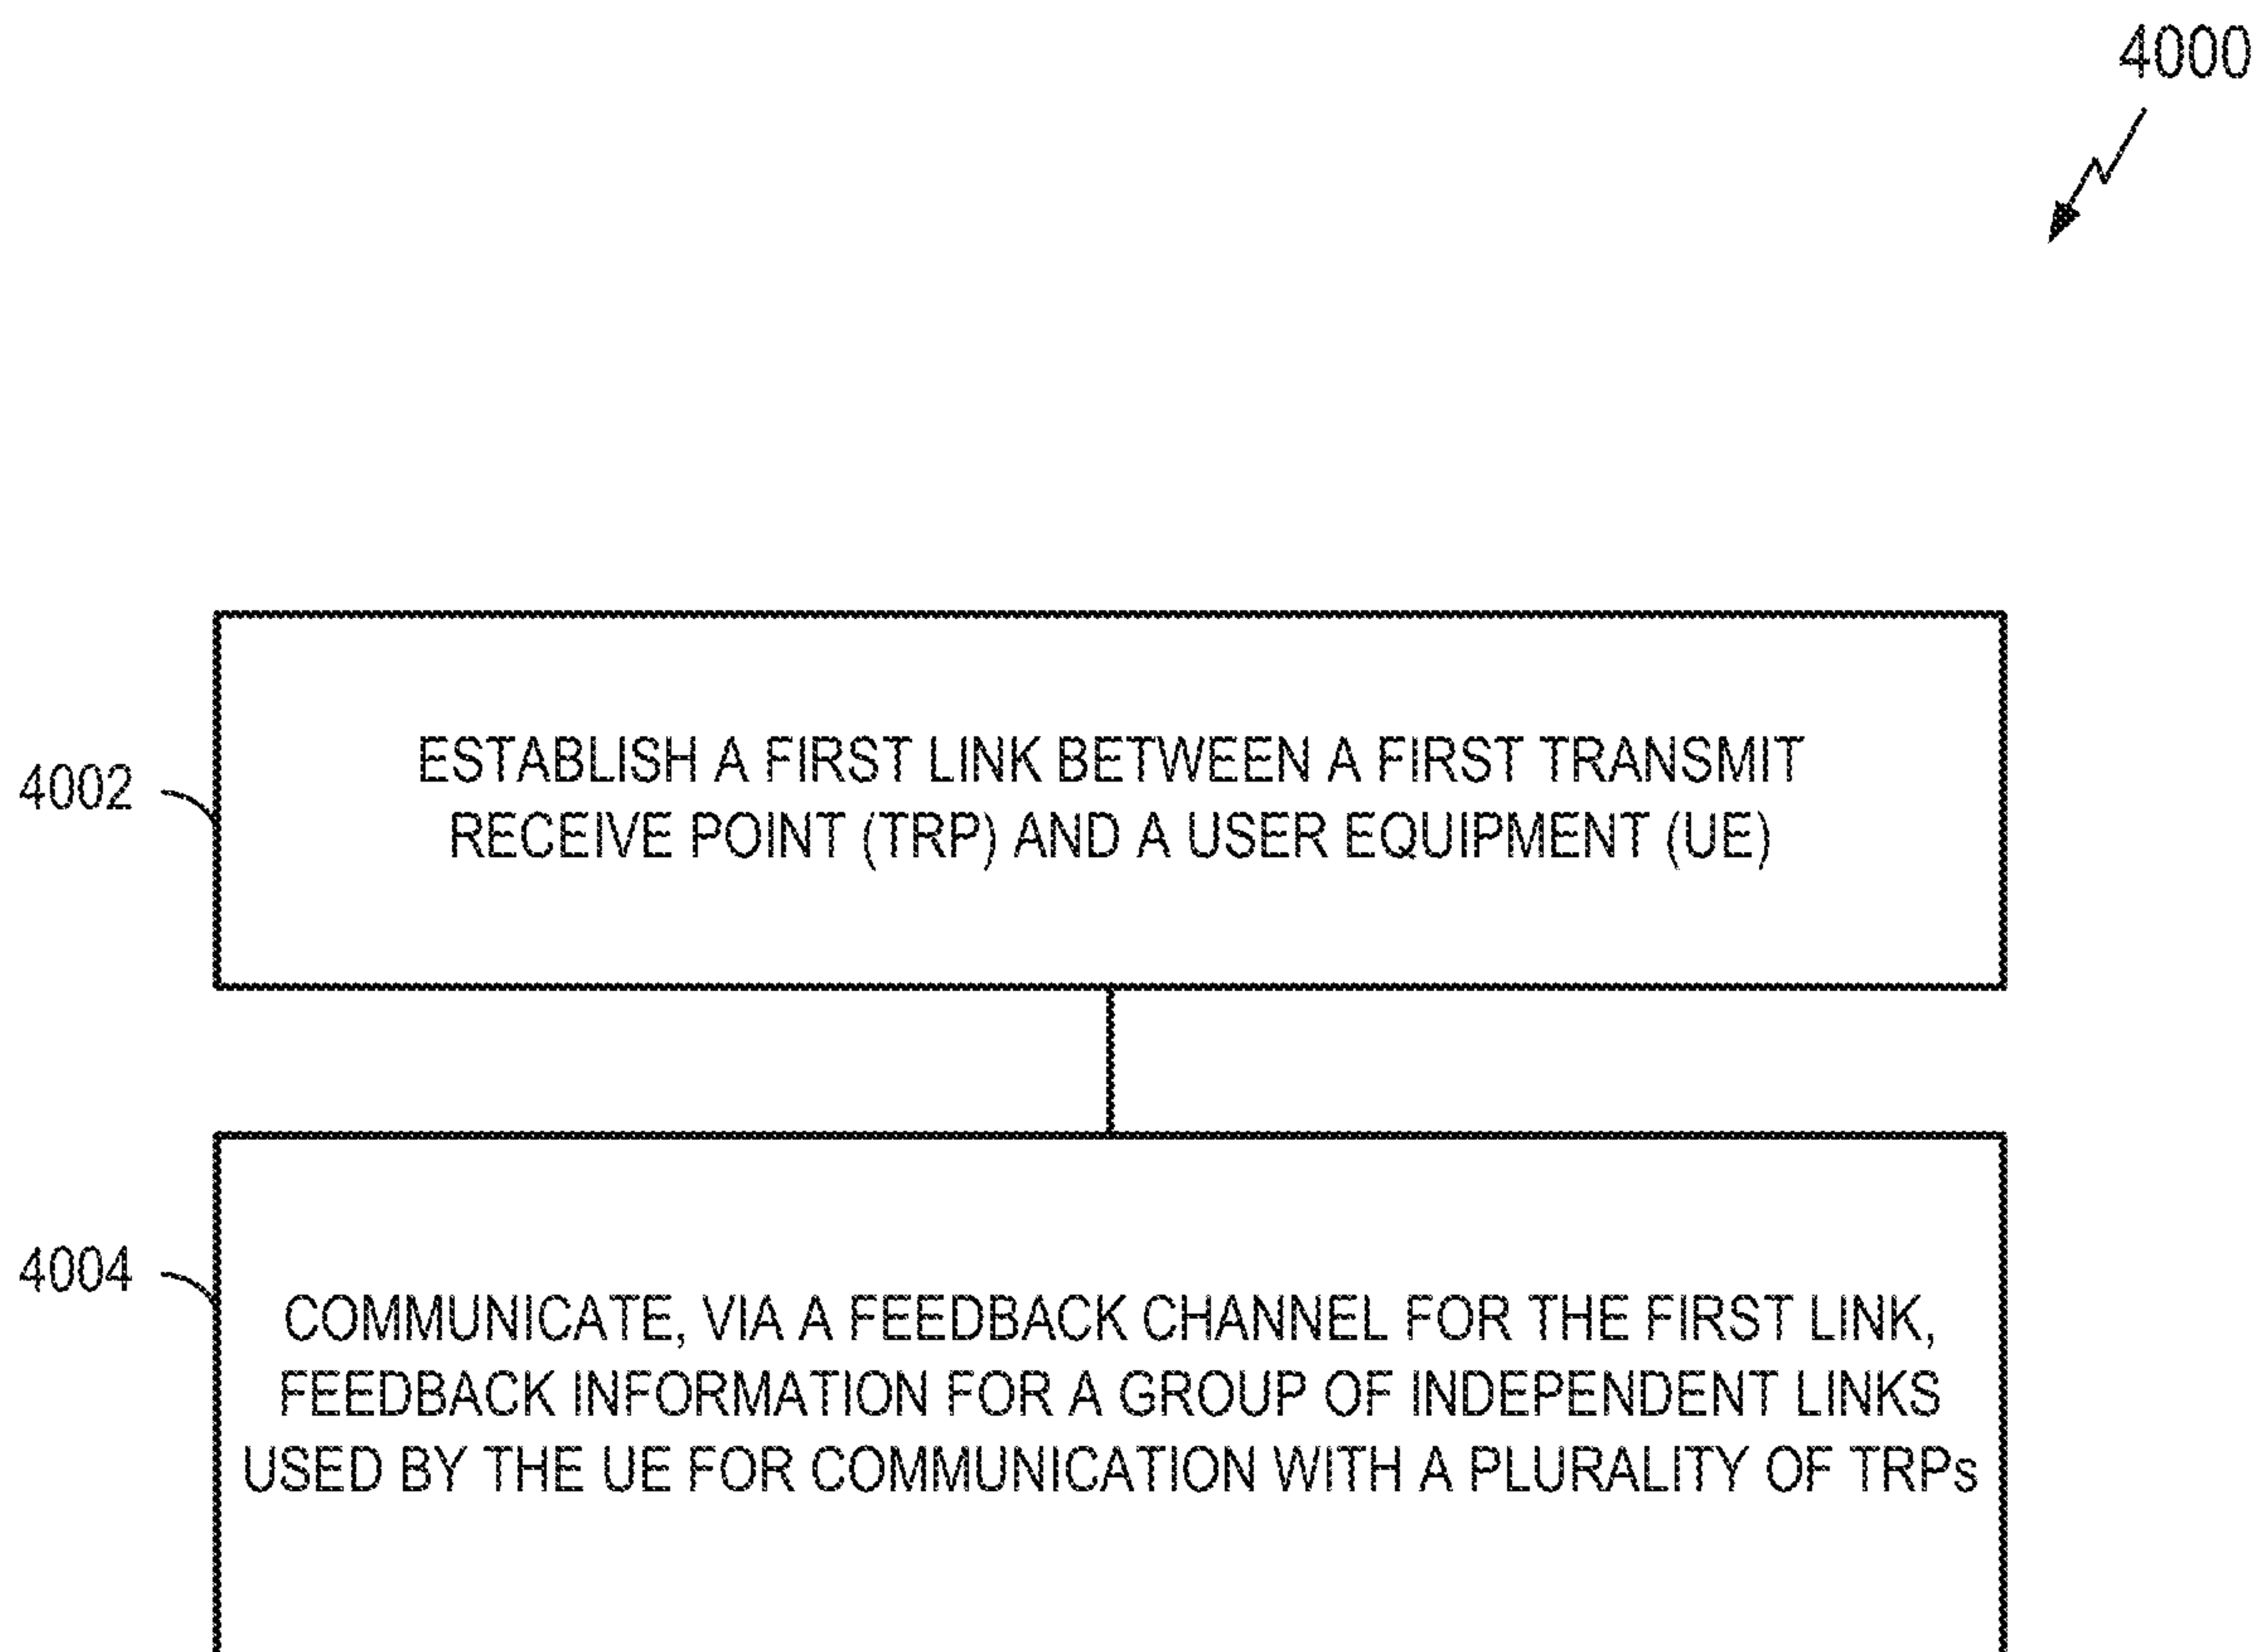 4000
4002
ESTABLISH A FIRST LINK BETWEEN A FIRST TRANSMIT
RECEIVE POINT (TRP) AND A USER EQUIPMENT (UE)
4004
COMMUNICATE, VIA A FEEDBACK CHANNEL FOR THE FIRST LINK,
FEEDBACK INFORMATION FOR A GROUP OF INDEPENDENT LINKS
USED BY THE UE FOR COMMUNICATION WITH A PLURALITY OF TRPs